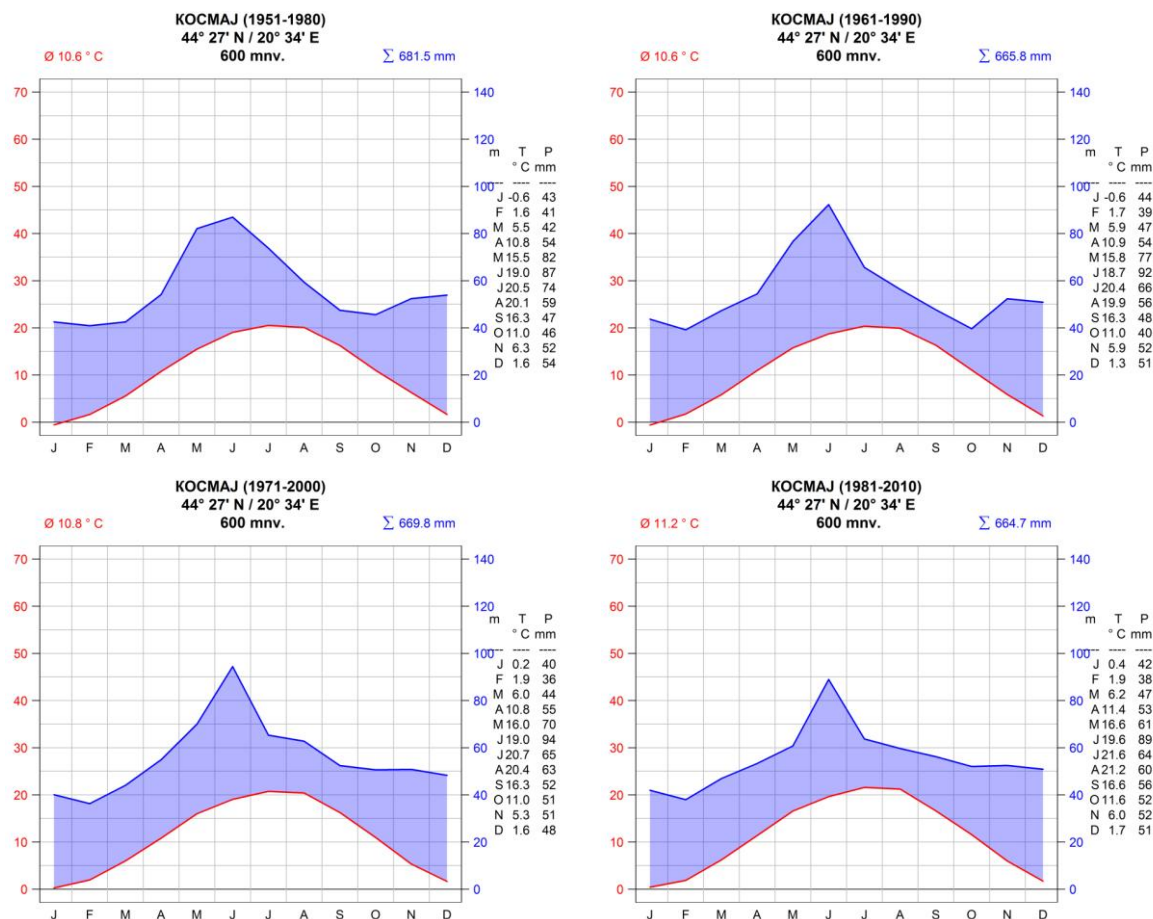 КОСМАЈ (1951-1980)
44° 27' N / 20° 34' E
Ø 10.6 ° C 600 mnv. ∑ 681.5 mm
70 140
60 120
50 100
40 80
30 60
20 40
10 20
0 0
J F M A M J J A S O N D
m T P
° C mm
---- ---- ----
J -0.6 43
F 1.6 41
M 5.5 42
A 10.8 54
M 15.5 82
J 19.0 87
J 20.5 74
A 20.1 59
S 16.3 47
O 11.0 46
N 6.3 52
D 1.6 54
КОСМАЈ (1961-1990)
44° 27' N / 20° 34' E
Ø 10.6 ° C 600 mnv. ∑ 665.8 mm
70 140
60 120
50 100
40 80
30 60
20 40
10 20
0 0
J F M A M J J A S O N D
m T P
° C mm
---- ---- ----
J -0.6 44
F 1.7 39
M 5.9 47
A 10.9 54
M 15.8 77
J 18.7 92
J 20.4 66
A 19.9 56
S 16.3 48
O 11.0 40
N 5.9 52
D 1.3 51
КОСМАЈ (1971-2000)
44° 27' N / 20° 34' E
Ø 10.8 ° C 600 mnv. ∑ 669.8 mm
70 140
60 120
50 100
40 80
30 60
20 40
10 20
0 0
J F M A M J J A S O N D
m T P
° C mm
---- ---- ----
J 0.2 40
F 1.9 36
M 6.0 44
A 10.8 55
M 16.0 70
J 19.0 94
J 20.7 65
A 20.4 63
S 16.3 52
O 11.0 51
N 5.3 51
D 1.6 48
КОСМАЈ (1981-2010)
44° 27' N / 20° 34' E
Ø 11.2 ° C 600 mnv. ∑ 664.7 mm
70 140
60 120
50 100
40 80
30 60
20 40
10 20
0 0
J F M A M J J A S O N D
m T P
° C mm
---- ---- ----
J 0.4 42
F 1.9 38
M 6.2 47
A 11.4 53
M 16.6 61
J 19.6 89
J 21.6 64
A 21.2 60
S 16.6 56
O 11.6 52
N 6.0 52
D 1.7 51